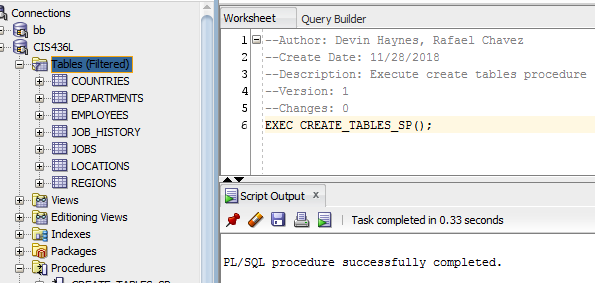 Connections
bb
CIS436L
Tables (Filtered)
COUNTRIES
DEPARTMENTS
EMPLOYEES
JOB_HISTORY
JOBS
LOCATIONS
REGIONS
Views
Editioning Views
Indexes
Packages
Procedures
CREATE_TABLES_SP
Worksheet Query Builder
1 --Author: Devin Haynes, Rafael Chavez
2 --Create Date: 11/28/2018
3 --Description: Execute create tables procedure
4 --Version: 1
5 --Changes: 0
6 EXEC CREATE_TABLES_SP();
Script Output x
Task completed in 0.33 seconds
PL/SQL procedure successfully completed.